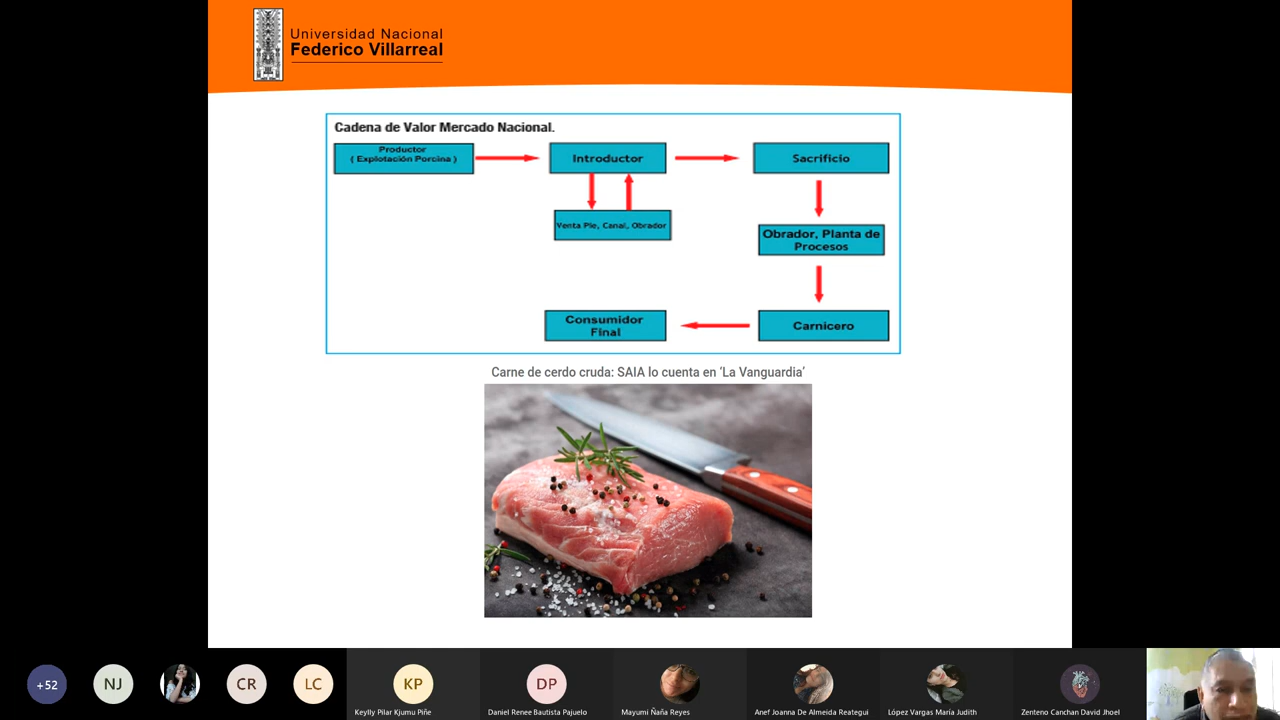 Universidad Nacional
Federico Villarreal
Cadena de Valor Mercado Nacional.
Productor
( Explotación Porcina )
Introductor
Sacrificio
Venta Pie, Canal, Obrador
Obrador, Planta de
Procesos
Consumidor
Final
Carnicero
Carne de cerdo cruda: SAIA lo cuenta en ‘La Vanguardia’
+52
NJ
CR
LC
KP
DP
Keylly Pilar Kjumu Piñe
Daniel Renee Bautista Pajuelo
Mayumi Ñaña Reyes
Anef Joanna De Almeida Reategui
López Vargas María Judith
Zenteno Canchan David Jhoel